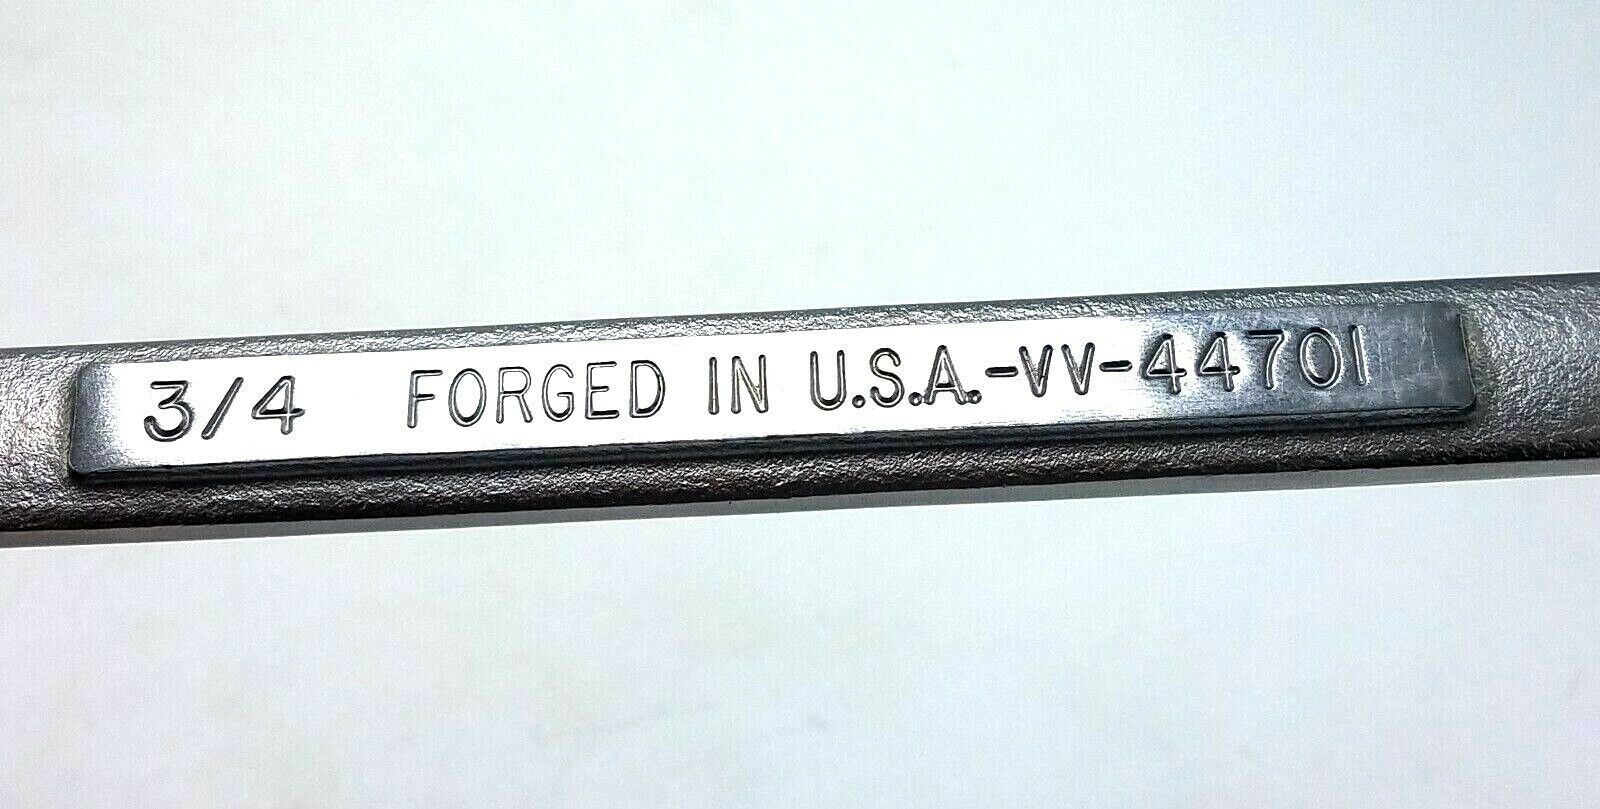 3/4 FORGED IN U.S.A.-VV-44701